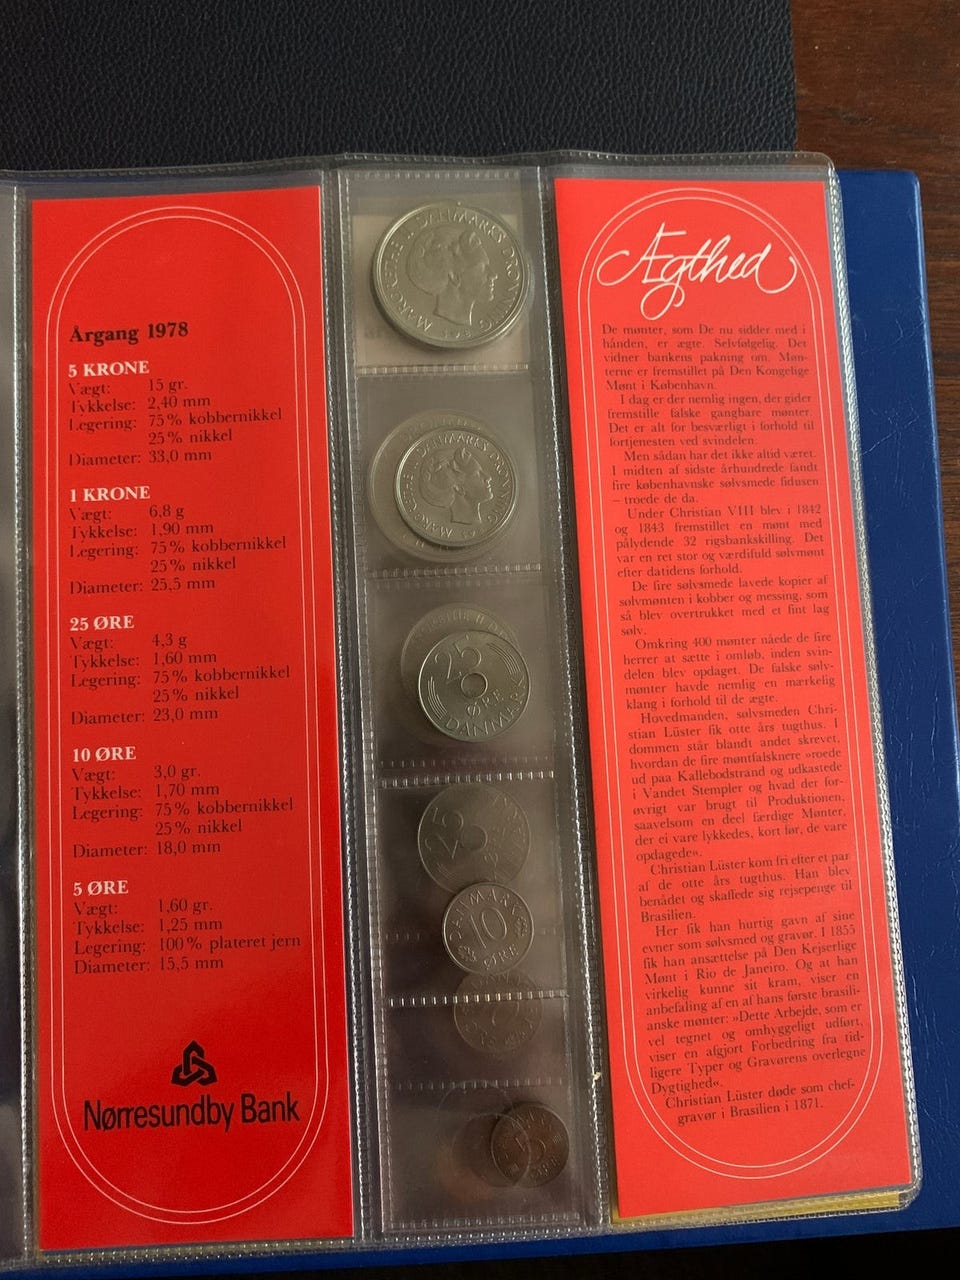 Årgang 1978
5 KRONE
Vægt: 15 gr.
Tykkelse: 2,40 mm
Legering: 75% kobbernikkel
25% nikkel
Diameter: 33,0 mm
1 KRONE
Vægt: 6,8 g
Tykkelse: 1,90 mm
Legering: 75% kobbernikkel
25% nikkel
Diameter: 25,5 mm
25 ØRE
Vægt: 4,3 g
Tykkelse: 1,60 mm
Legering: 75% kobbernikkel
25% nikkel
Diameter: 23,0 mm
10 ØRE
Vægt: 3,0 gr.
Tykkelse: 1,70 mm
Legering: 75% kobbernikkel
25% nikkel
Diameter: 18,0 mm
5 ØRE
Vægt: 1,60 gr.
Tykkelse: 1,25 mm
Legering: 100% plateret jern
Diameter: 15,5 mm
Nørresundby Bank
MARGRETHE II DANMARKS DRONNING
1978
MARGRETHE II DANMARKS DRONNING
25
ØRE
DANMARK
25
DANMARK
10
ØRE
5
ØRE
Ægthed
De mønter, som De nu sidder med i
hånden, er ægte. Selvfølgelig. Det
vidner bankens pakning om. Møn-
terne er fremstillet på Den Kongelige
Mønt i København.
I dag er der nemlig ingen, der gider
fremstille falske gangbare mønter.
Det er alt for besværligt i forhold til
fortjenesten ved svindelen.
Men sådan har det ikke altid været.
I midten af sidste århundrede fandt
fire københavnske sølvsmede fidusen
– troede de da.
Under Christian VIII blev i 1842
og 1843 fremstillet en mønt med
pålydende 32 rigsbankskilling. Det
var en ret stor og værdifuld sølvmønt
efter datidens forhold.
De fire sølvsmede lavede kopier af
sølvmønten i kobber og messing, som
så blev overtrukket med et fint lag
sølv.
Omkring 400 mønter nåede de fire
herrer at sætte i omløb, inden svin-
delen blev opdaget. De falske sølv-
mønter havde nemlig en mærkelig
klang i forhold til de ægte.
Hovedmanden, sølvsmeden Chri-
stian Lüster fik otte års tugthus. I
dommen står blandt andet skrevet,
hvordan de fire møntfalsknere »roede
ud paa Kallebodstrand og udkastede
i Vandet Stempler og hvad der for-
øvrigt var brugt til Produktionen,
saavelsom en deel færdige Mønter,
der ei vare lykkedes, kort før, de vare
opdagede«.
Christian Lüster kom fri efter et par
af de otte års tugthus. Han blev
benådet og skaffede sig rejsepenge til
Brasilien.
Her fik han hurtig gavn af sine
evner som sølvsmed og gravør. I 1855
fik han ansættelse på Den Kejserlige
Mønt i Rio de Janeiro. Og at han
virkelig kunne sit kram, viser en
anbefaling af en af hans første brasili-
anske mønter: »Dette Arbejde, som er
vel tegnet og omhyggeligt udført,
viser en afgjort Forbedring fra tid-
ligere Typer og Gravørens overlegne
Dygtighed«.
Christian Lüster døde som chef-
gravør i Brasilien i 1871.